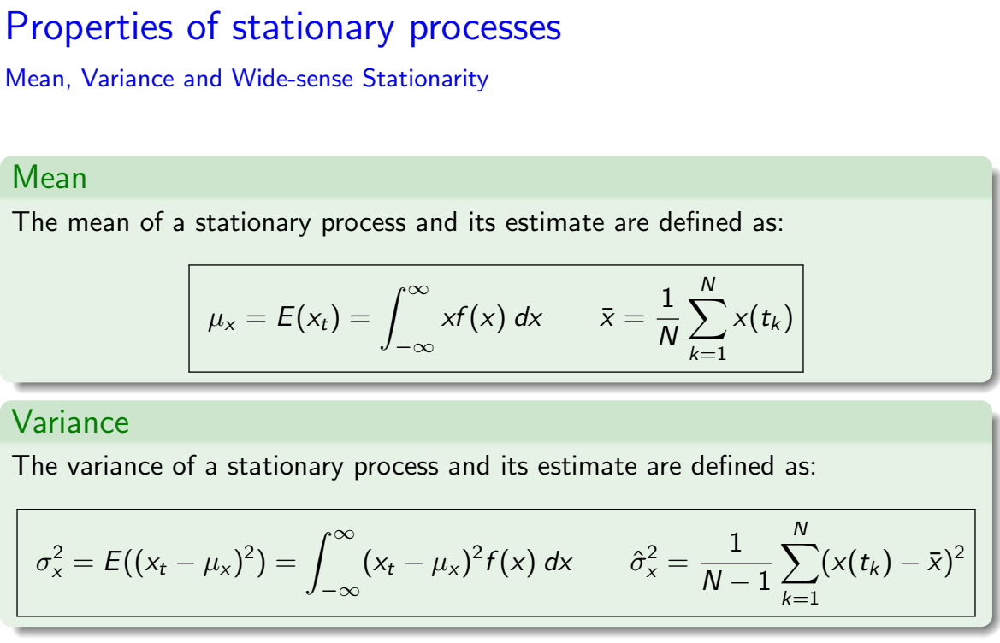 Properties of stationary processes
Mean, Variance and Wide-sense Stationarity
Mean
The mean of a stationary process and its estimate are defined as:
$\mu_x = E(x_t) = \int_{-\infty}^{\infty} x f(x)\, dx \qquad \bar{x} = \frac{1}{N} \sum_{k=1}^{N} x(t_k)$
Variance
The variance of a stationary process and its estimate are defined as:
$\sigma_x^2 = E((x_t - \mu_x)^2) = \int_{-\infty}^{\infty} (x_t - \mu_x)^2 f(x)\, dx \qquad \hat{\sigma}_x^2 = \frac{1}{N-1} \sum_{k=1}^{N} (x(t_k) - \bar{x})^2$